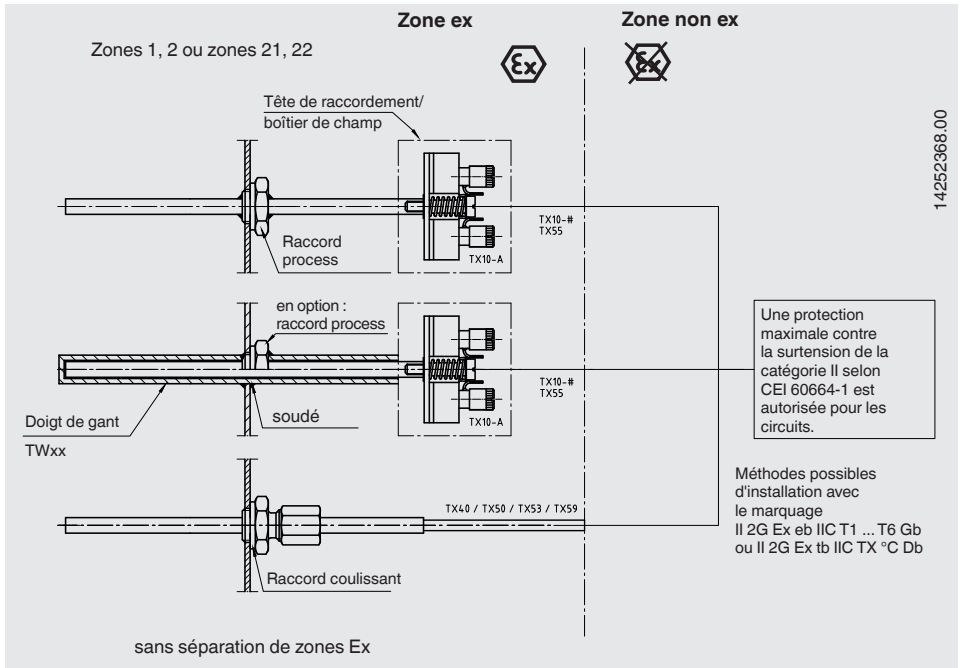 Zone ex
Zone non ex
Zones 1, 2 ou zones 21, 22
Ex
Ex
14252368.00
Tête de raccordement/
boîtier de champ
TX10-#
TX55
TX10-A
Raccord
process
en option :
raccord process
TX10-#
TX55
TX10-A
Doigt de gant
TWxx
soudé
Une protection
maximale contre
la surtension de la
catégorie II selon
CEI 60664-1 est
autorisée pour les
circuits.
TX40 / TX50 / TX53 / TX59
Méthodes possibles
d'installation avec
le marquage
II 2G Ex eb IIC T1 ... T6 Gb
ou II 2G Ex tb IIC TX °C Db
Raccord coulissant
sans séparation de zones Ex